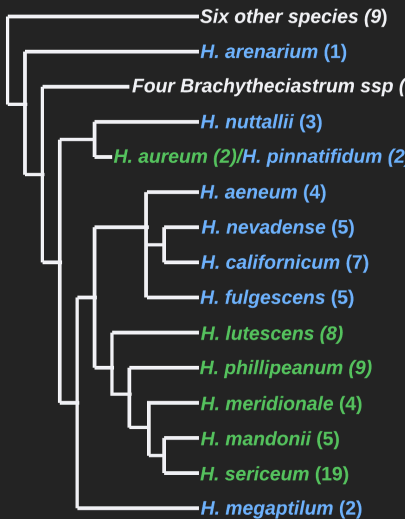 Six other species (9)
H. arenarium (1)
Four Brachytheciastrum ssp (
H. nuttallii (3)
H. aureum (2)/H. pinnatifidum (2
H. aeneum (4)
H. nevadense (5)
H. californicum (7)
H. fulgescens (5)
H. lutescens (8)
H. phillipeanum (9)
H. meridionale (4)
H. mandonii (5)
H. sericeum (19)
H. megaptilum (2)